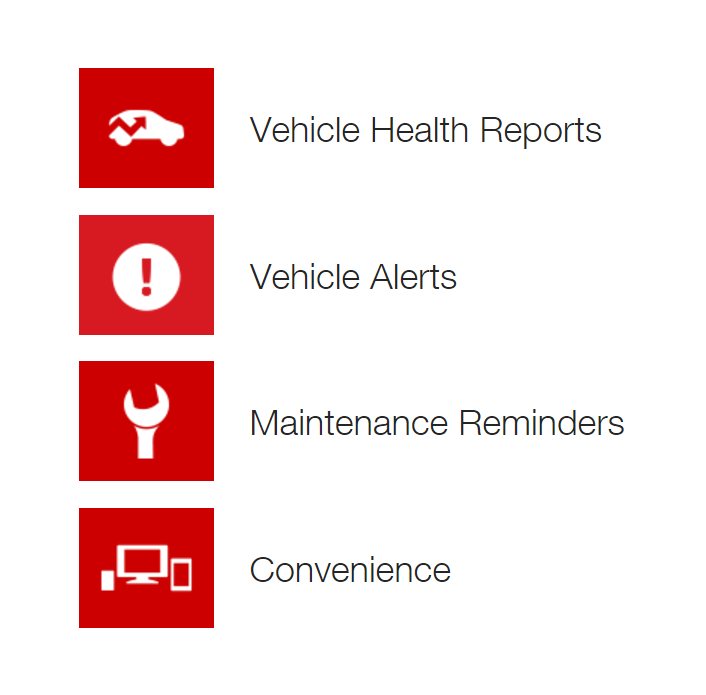 Vehicle Health Reports
Vehicle Alerts
Maintenance Reminders
Convenience